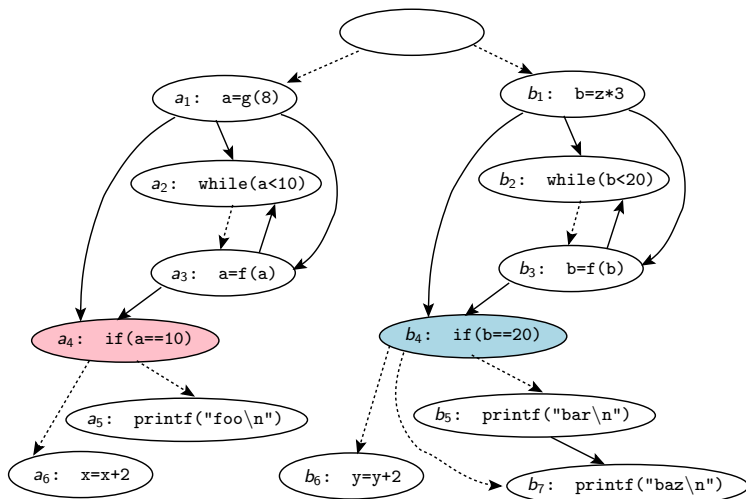 a1: a=g(8)
b1: b=z*3
a2: while(a<10)
b2: while(b<20)
a3: a=f(a)
b3: b=f(b)
a4: if(a==10)
b4: if(b==20)
a5: printf("foo\n")
b5: printf("bar\n")
a6: x=x+2
b6: y=y+2
b7: printf("baz\n")